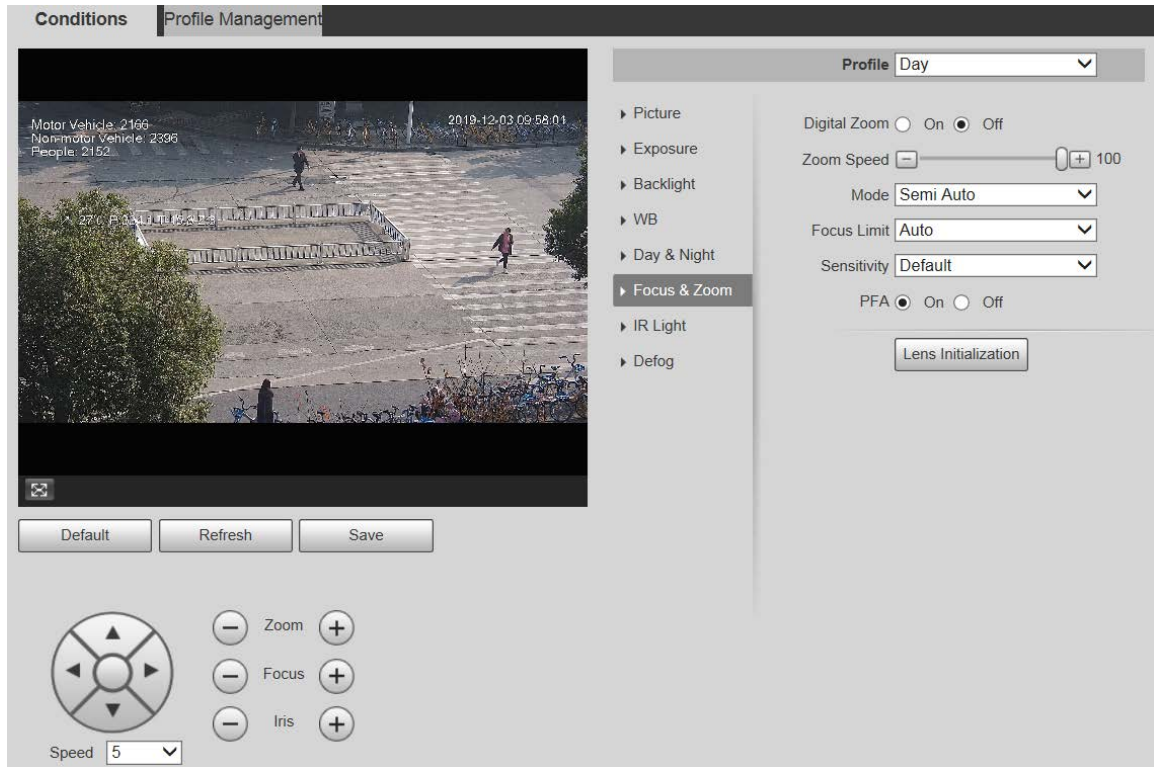 Conditions
Profile Management
Motor Vehicle: 2166
Non-motor Vehicle: 2396
People: 2152
2019-12-03 09:58:01
Default
Refresh
Save
Zoom
Focus
Iris
Speed 5
Profile Day
Picture
Exposure
Backlight
WB
Day & Night
Focus & Zoom
IR Light
Defog
Digital Zoom On Off
Zoom Speed 100
Mode Semi Auto
Focus Limit Auto
Sensitivity Default
PFA On Off
Lens Initialization